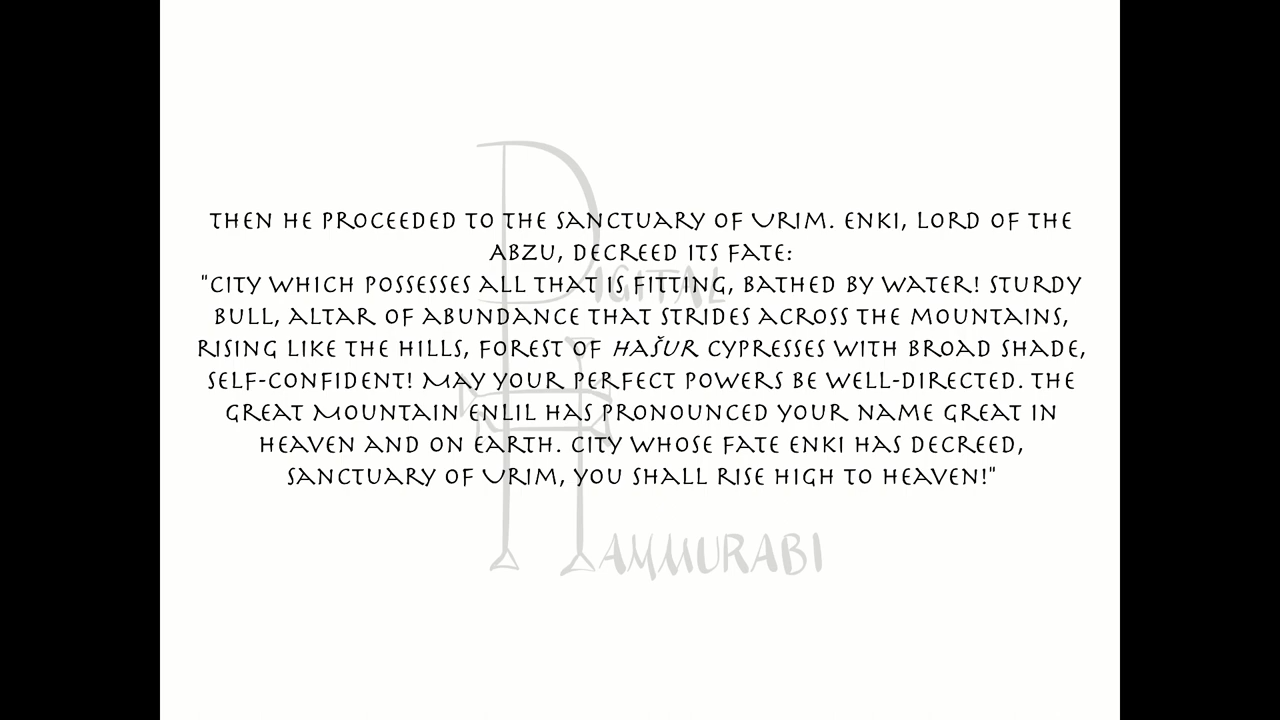 Then he proceeded to the sanctuary of Urim. Enki, lord of the
Abzu, decreed its fate:
"City which possesses all that is fitting, bathed by water! Sturdy
bull, altar of abundance that strides across the mountains,
rising like the hills, forest of hašur cypresses with broad shade,
self-confident! May your perfect powers be well-directed. The
Great Mountain Enlil has pronounced your name great in
heaven and on earth. City whose fate Enki has decreed,
sanctuary of Urim, you shall rise high to heaven!"
Digital
Hammurabi